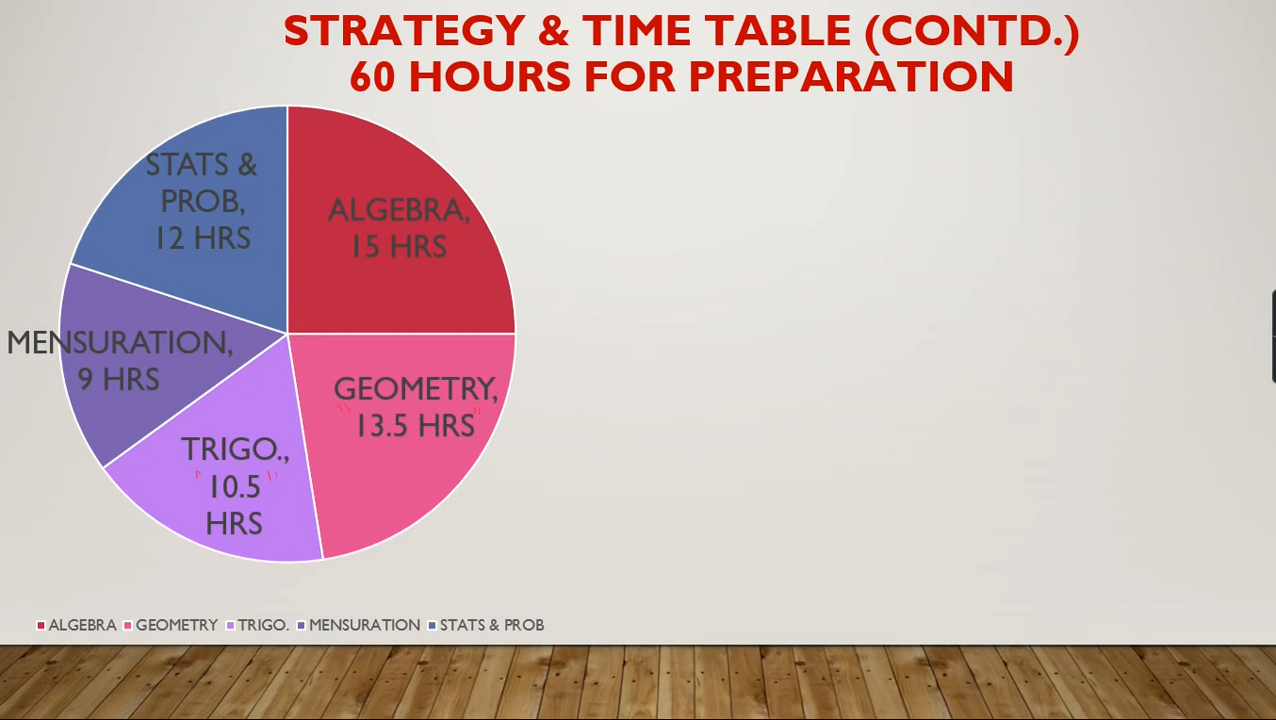 STRATEGY & TIME TABLE (CONTD.)
60 HOURS FOR PREPARATION
STATS &
PROB,
12 HRS
ALGEBRA,
15 HRS
MENSURATION,
9 HRS
GEOMETRY,
13.5 HRS
TRIGO.,
10.5
HRS
ALGEBRA GEOMETRY TRIGO. MENSURATION STATS & PROB